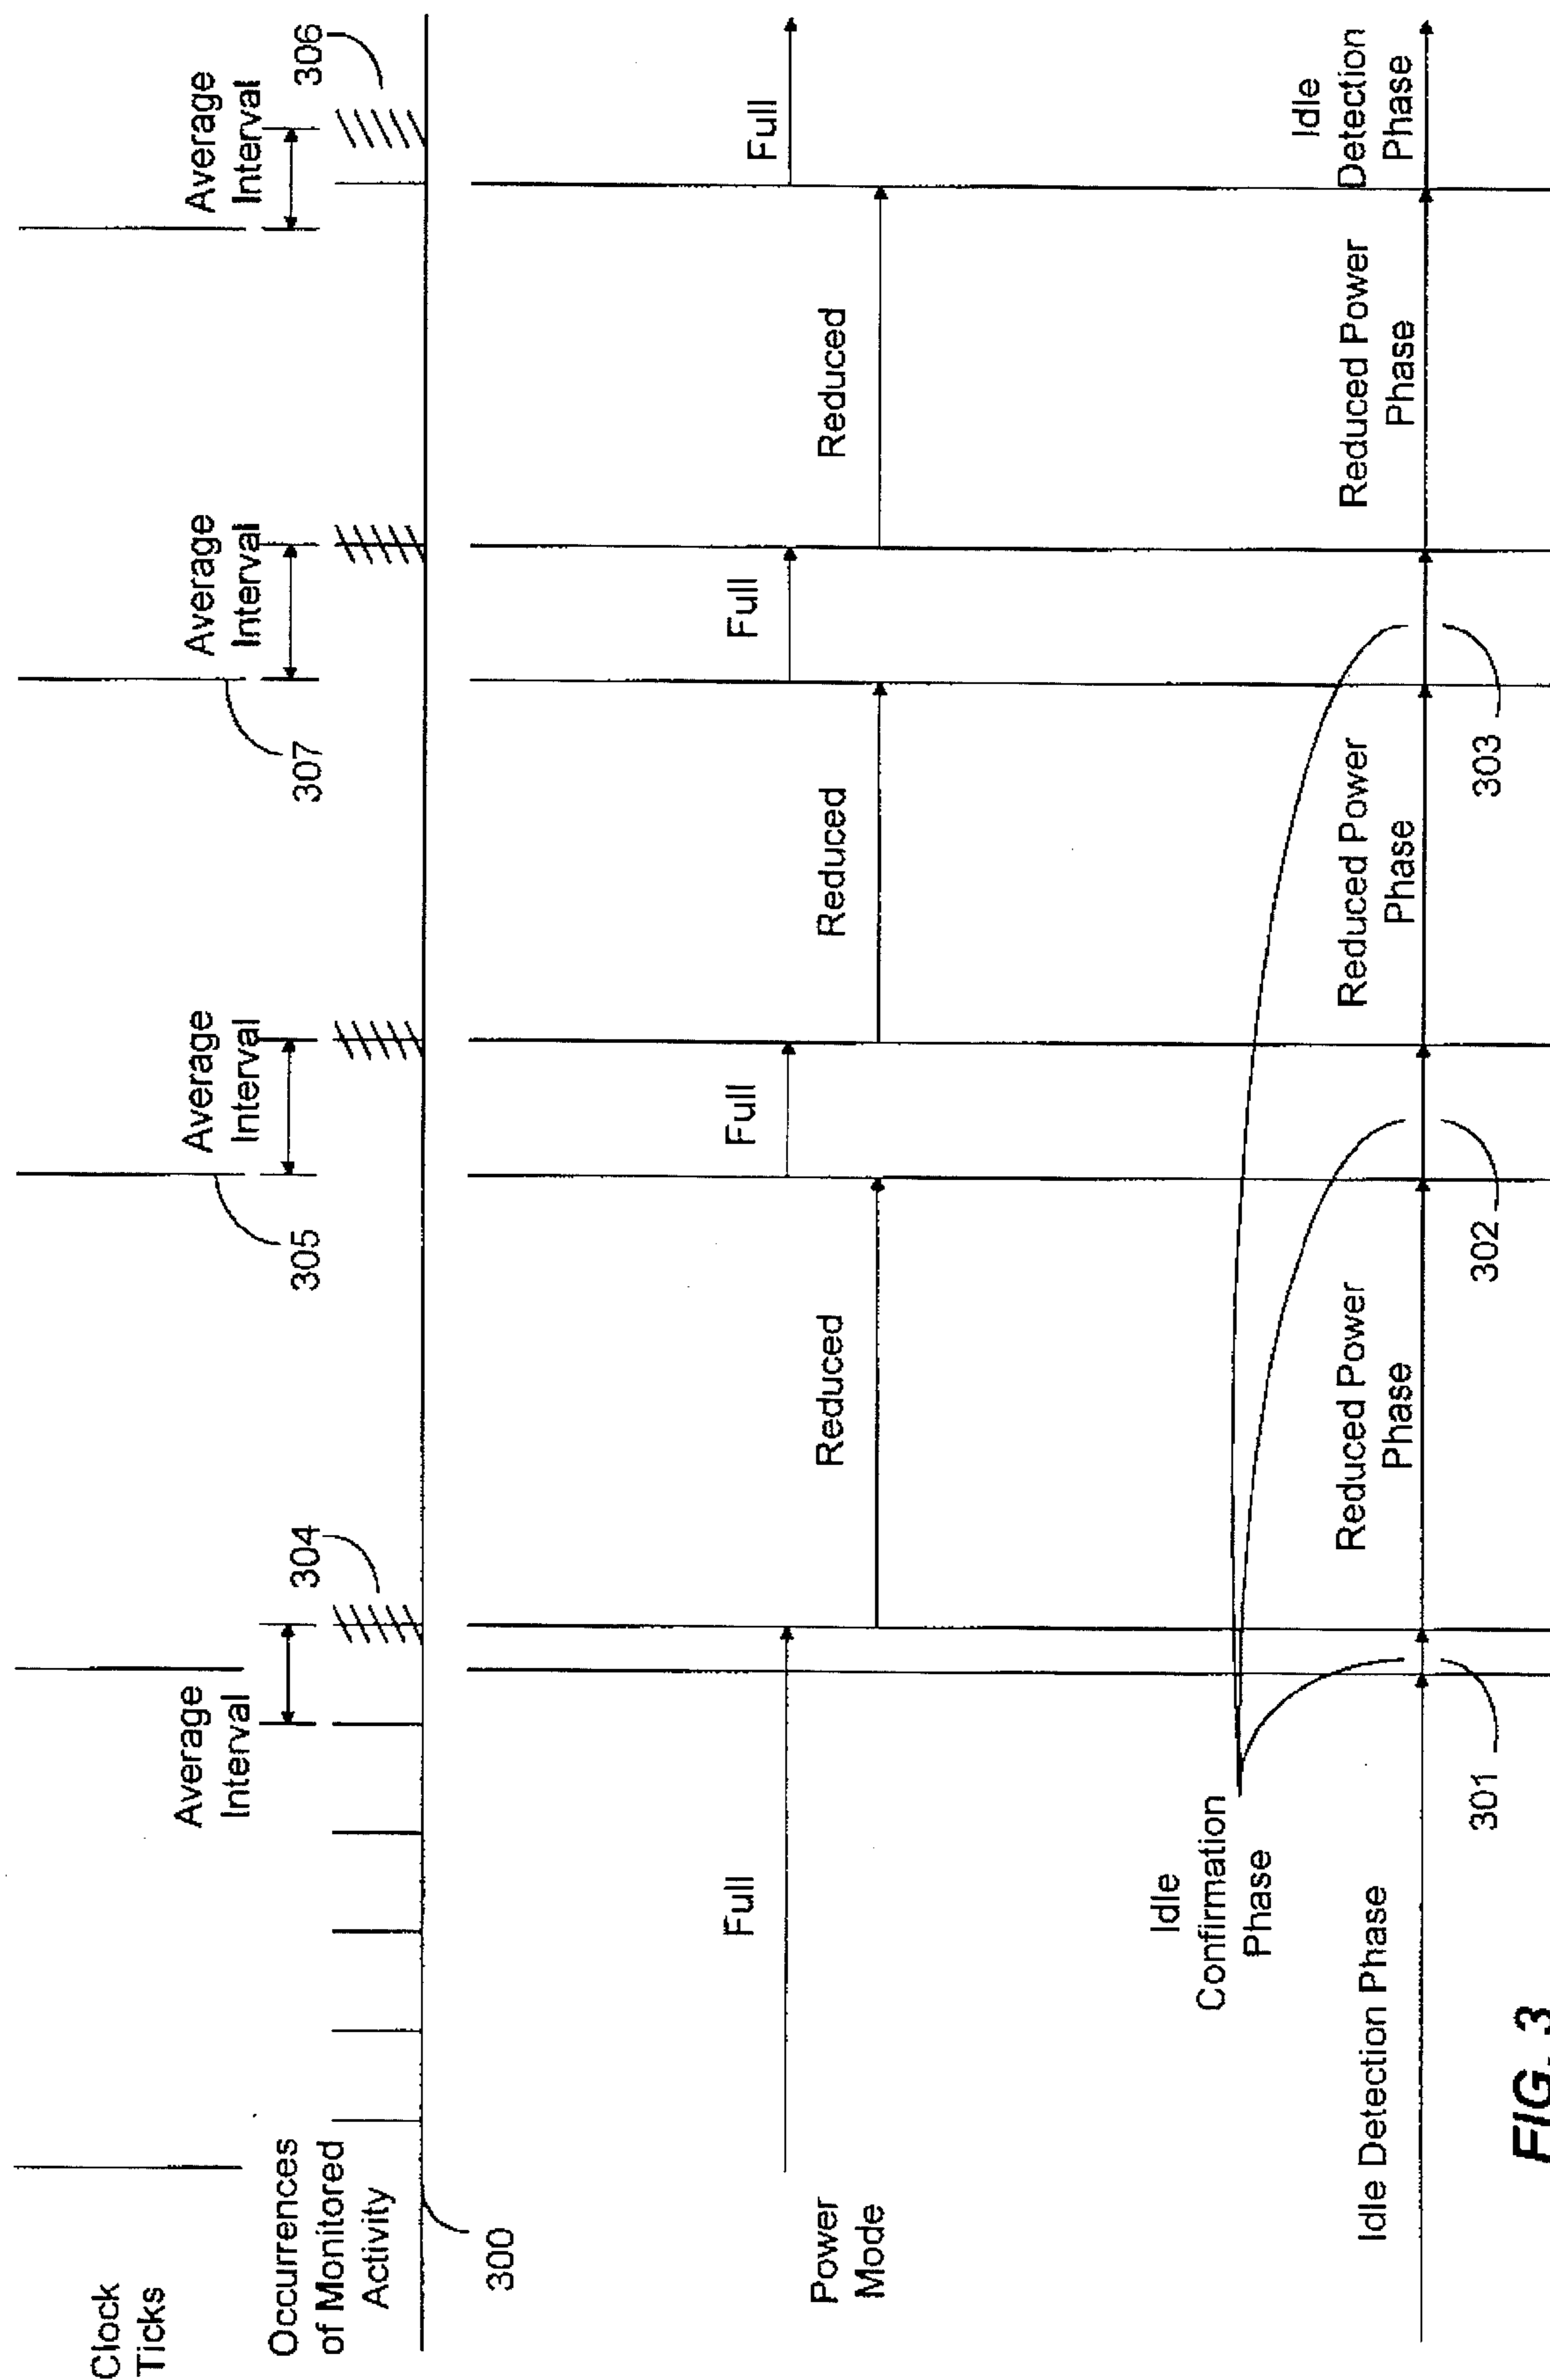 Clock
Ticks
Average
Interval
Average
Interval
Average
Interval
Average
Interval
304
305
307
306
Occurrences
of Monitored
Activity
300
Power
Mode
Full
Reduced
Full
Reduced
Full
Reduced
Full
Idle
Confirmation
Phase
Idle Detection Phase
Reduced Power
Phase
Reduced Power
Phase
Reduced Power
Phase
Idle
Detection
Phase
301
302
303
FIG. 3